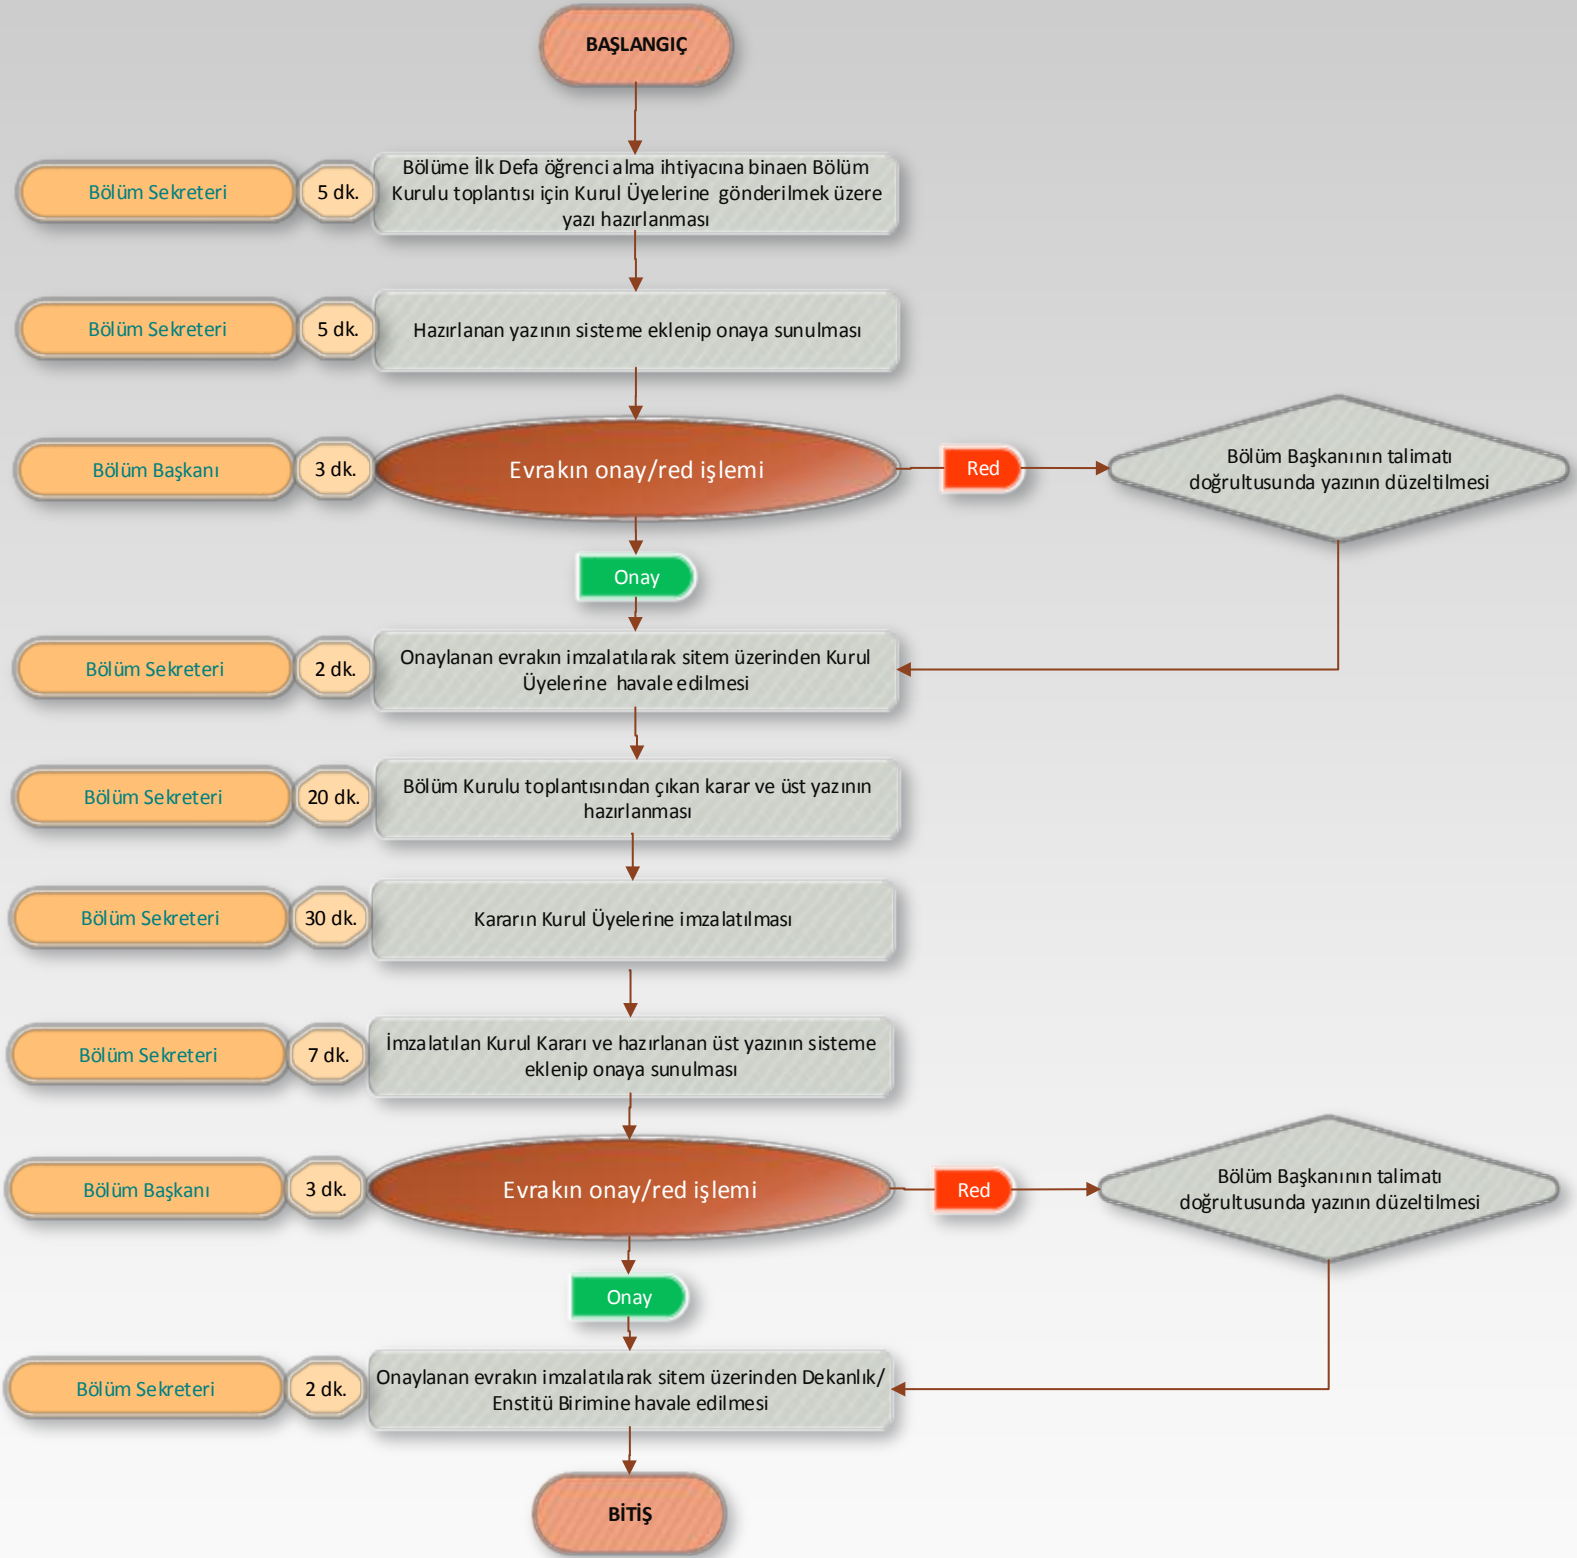 BAŞLANGIÇ
Bölüm Sekreteri
5 dk.
Bölüme İlk Defa öğrenci alma ihtiyacına binaen Bölüm
Kurulu toplantısı için Kurul Üyelerine gönderilmek üzere
yazı hazırlanması
Bölüm Sekreteri
5 dk.
Hazırlanan yazının sisteme eklenip onaya sunulması
Bölüm Başkanı
3 dk.
Evrakın onay/red işlemi
Red
Bölüm Başkanının talimatı
doğrultusunda yazının düzeltilmesi
Onay
Bölüm Sekreteri
2 dk.
Onaylanan evrakın imzalatılarak sitem üzerinden Kurul
Üyelerine havale edilmesi
Bölüm Sekreteri
20 dk.
Bölüm Kurulu toplantısından çıkan karar ve üst yazının
hazırlanması
Bölüm Sekreteri
30 dk.
Kararın Kurul Üyelerine imzalatılması
Bölüm Sekreteri
7 dk.
İmzalatılan Kurul Kararı ve hazırlanan üst yazının sisteme
eklenip onaya sunulması
Bölüm Başkanı
3 dk.
Evrakın onay/red işlemi
Red
Bölüm Başkanının talimatı
doğrultusunda yazının düzeltilmesi
Onay
Bölüm Sekreteri
2 dk.
Onaylanan evrakın imzalatılarak sitem üzerinden Dekanlık/
Enstitü Birimine havale edilmesi
BİTİŞ